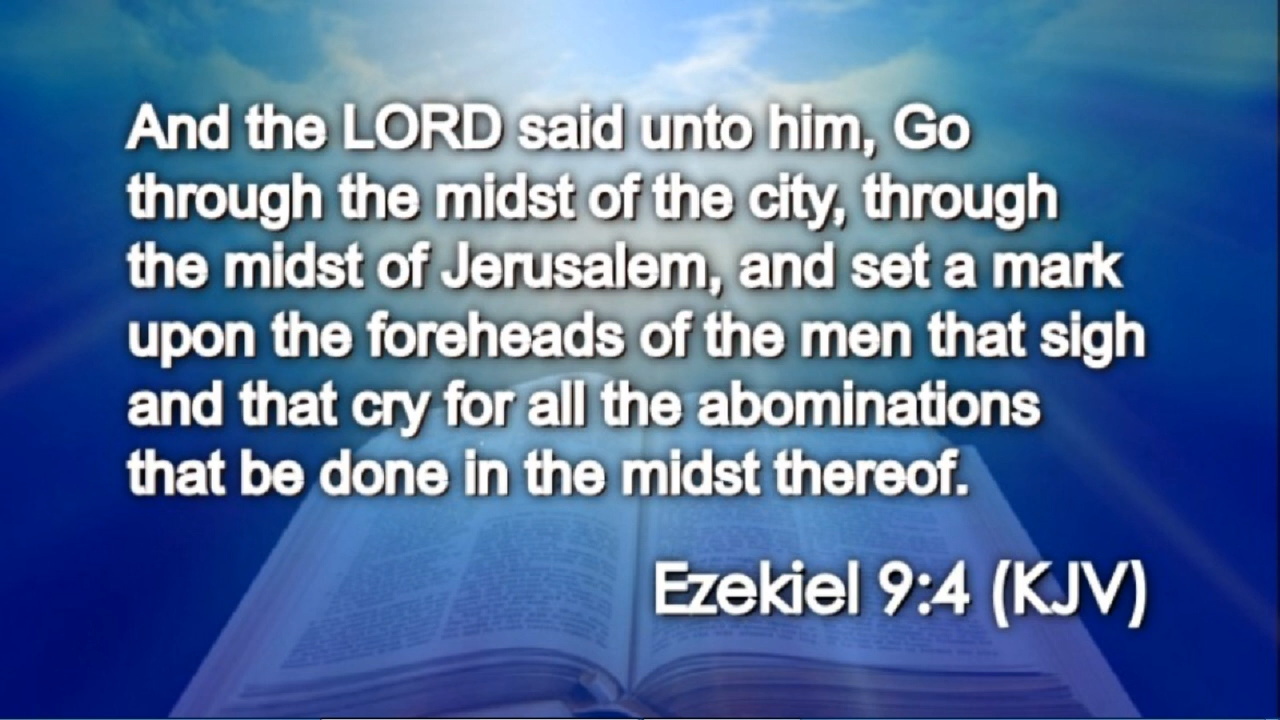 And the LORD said unto him, Go
through the midst of the city, through
the midst of Jerusalem, and set a mark
upon the foreheads of the men that sigh
and that cry for all the abominations
that be done in the midst thereof.
Ezekiel 9:4 (KJV)